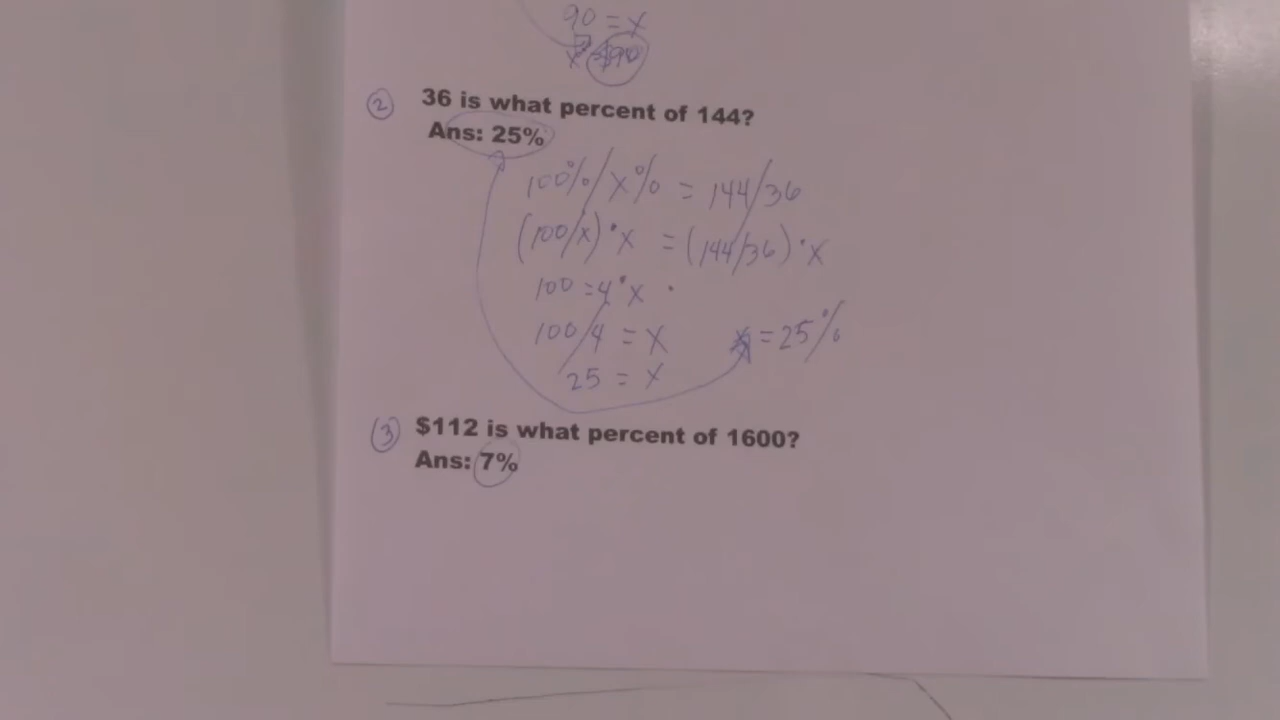 90 = x
x $90
② 36 is what percent of 144?
Ans: 25%
100%/x% = 144/36
(100/x)·x = (144/36)·x
100 = 4·x
100/4 = x
x = 25%
25 = x
③ $112 is what percent of 1600?
Ans: 7%